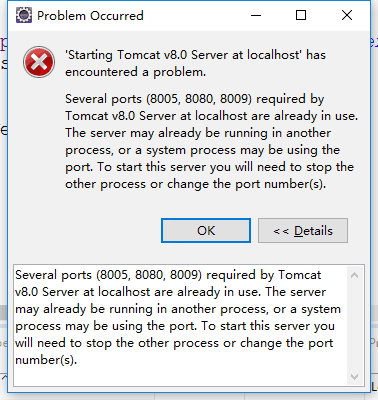 Problem Occurred
'Starting Tomcat v8.0 Server at localhost' has
encountered a problem.
Several ports (8005, 8080, 8009) required by
Tomcat v8.0 Server at localhost are already in use.
The server may already be running in another
process, or a system process may be using the
port. To start this server you will need to stop the
other process or change the port number(s).
OK
<< Details
Several ports (8005, 8080, 8009) required by Tomcat
v8.0 Server at localhost are already in use. The server
may already be running in another process, or a system
process may be using the port. To start this server you
will need to stop the other process or change the port
number(s).